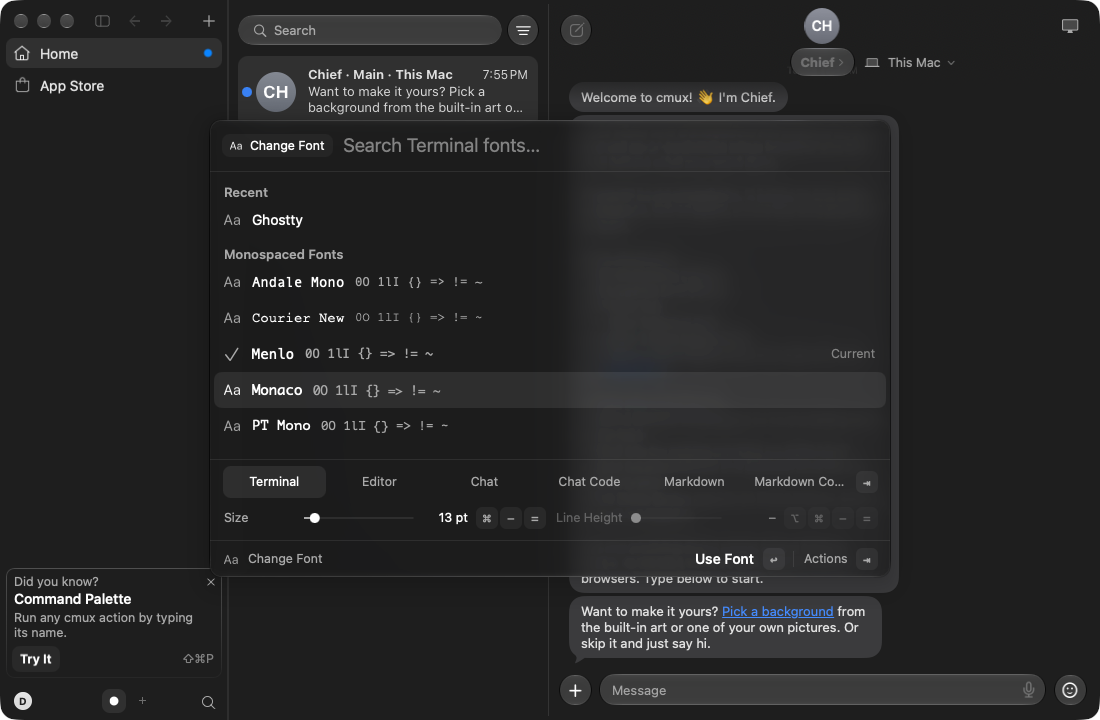 Home
App Store
Search
CH
Chief · Main · This Mac 7:55 PM
Want to make it yours? Pick a
background from the built-in art o...
CH
Chief ›
This Mac
Welcome to cmux! 👋 I'm Chief.
Aa Change Font Search Terminal fonts...
Recent
Aa Ghostty
Monospaced Fonts
Aa Andale Mono 0O 1lI {} => != ~
Aa Courier New 0O 1lI {} => != ~
✓ Menlo 0O 1lI {} => != ~ Current
Aa Monaco 0O 1lI {} => != ~
Aa PT Mono 0O 1lI {} => != ~
Terminal Editor Chat Chat Code Markdown Markdown Co... ⇥
Size 13 pt ⌘ − = Line Height – ⌥ ⌘ − =
Aa Change Font Use Font ↩ Actions ⇥
browsers. Type below to start.
Want to make it yours? Pick a background from
the built-in art or one of your own pictures. Or
skip it and just say hi.
Message
Did you know?
Command Palette
Run any cmux action by typing
its name.
Try It ⇧⌘P
D